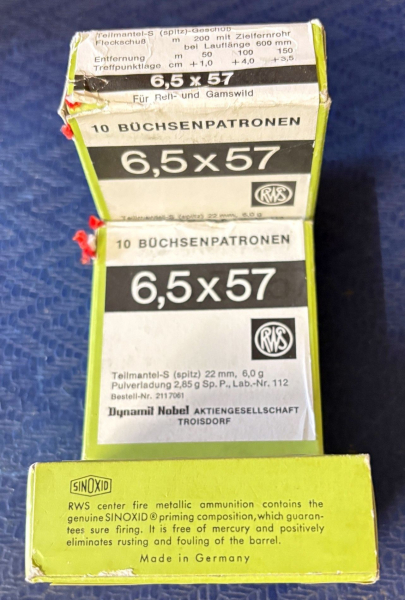 Teilmantel-S (spitz)-Geschoß
Fleckschuß m 200 mit Zielfernrohr
bei Lauflänge 600 mm
Entfernung m 50 100 150
Treffpunktlage cm +1,0 +4,0 +3,5
6,5 x 57
Für Reh- und Gamswild
10 BÜCHSENPATRONEN
6,5 x 57
RWS
Teilmantel-S (spitz) 22 mm, 6,0 g
10 BÜCHSENPATRONEN
6,5 x 57
RWS
Teilmantel-S (spitz) 22 mm, 6,0 g
Pulverladung 2,85 g Sp. P., Lab.-Nr. 112
Bestell-Nr. 2117061
Dynamit Nobel AKTIENGESELLSCHAFT
TROISDORF
SINOXID
RWS center fire metallic ammunition contains the
genuine SINOXID ® priming composition, which guaran-
tees sure firing. It is free of mercury and positively
eliminates rusting and fouling of the barrel.
Made in Germany